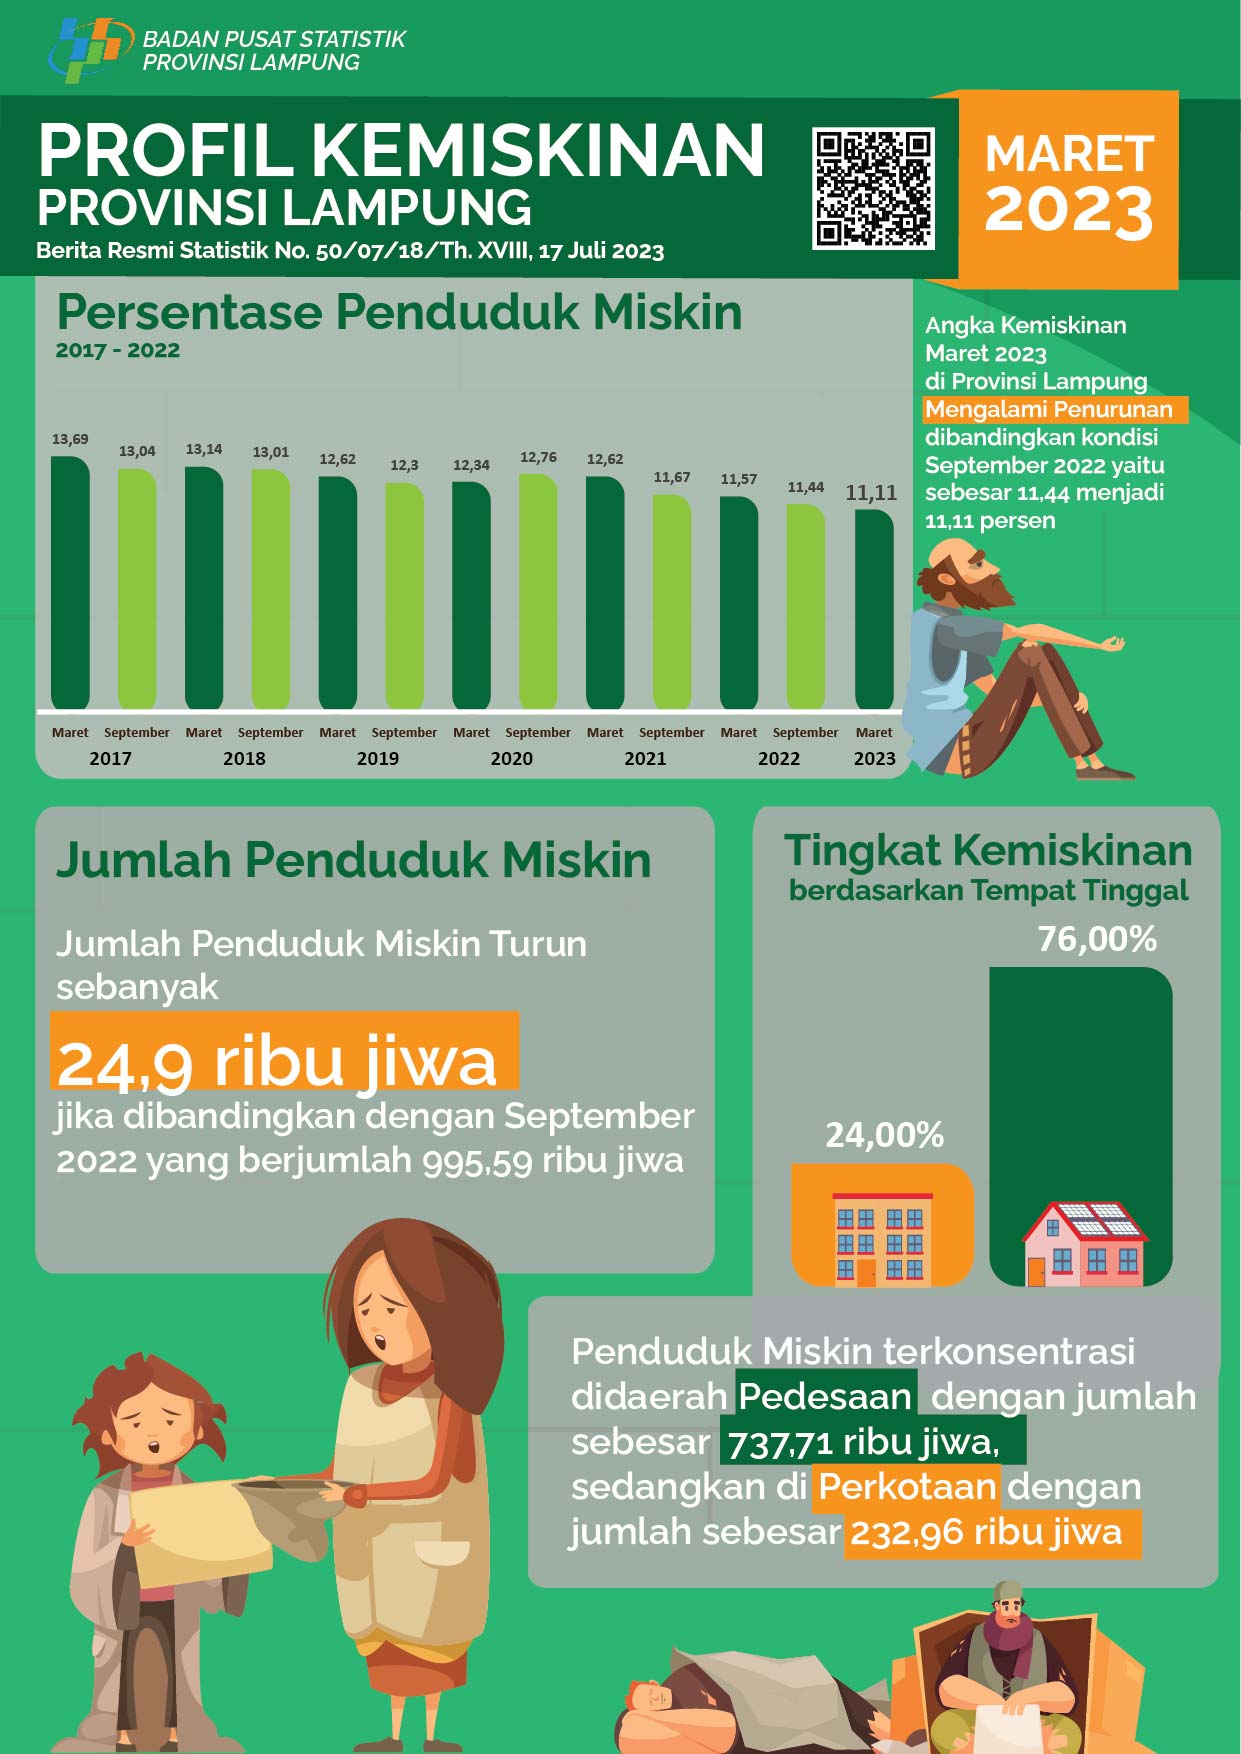 BADAN PUSAT STATISTIK
PROVINSI LAMPUNG
PROFIL KEMISKINAN
PROVINSI LAMPUNG
Berita Resmi Statistik No. 50/07/18/Th. XVIII, 17 Juli 2023
MARET
2023
Persentase Penduduk Miskin
2017 - 2022
13,69 13,04 13,14 13,01 12,62 12,3 12,34 12,76 12,62 11,67 11,57 11,44 11,11
Maret September Maret September Maret September Maret September Maret September Maret September Maret
2017 2018 2019 2020 2021 2022 2023
Angka Kemiskinan
Maret 2023
di Provinsi Lampung
Mengalami Penurunan
dibandingkan kondisi
September 2022 yaitu
sebesar 11,44 menjadi
11,11 persen
Jumlah Penduduk Miskin
Jumlah Penduduk Miskin Turun
sebanyak
24,9 ribu jiwa
jika dibandingkan dengan September
2022 yang berjumlah 995,59 ribu jiwa
Tingkat Kemiskinan
berdasarkan Tempat Tinggal
76,00%
24,00%
Penduduk Miskin terkonsentrasi
didaerah Pedesaan dengan jumlah
sebesar 737,71 ribu jiwa,
sedangkan di Perkotaan dengan
jumlah sebesar 232,96 ribu jiwa